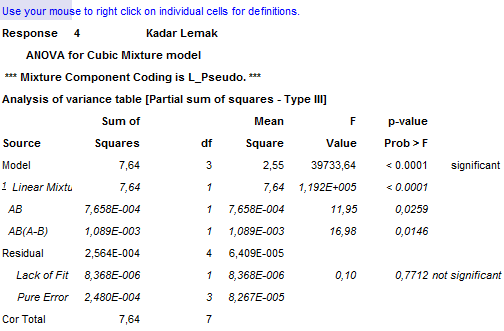 Use your mouse to right click on individual cells for definitions.
Response 4 Kadar Lemak
ANOVA for Cubic Mixture model
*** Mixture Component Coding is L_Pseudo. ***
Analysis of variance table [Partial sum of squares - Type III]
Sum of Mean F p-value
Source Squares df Square Value Prob > F
Model 7,64 3 2,55 39733,64 < 0.0001 significant
1 Linear Mixtu 7,64 1 7,64 1,192E+005 < 0.0001
AB 7,658E-004 1 7,658E-004 11,95 0,0259
AB(A-B) 1,089E-003 1 1,089E-003 16,98 0,0146
Residual 2,564E-004 4 6,409E-005
Lack of Fit 8,368E-006 1 8,368E-006 0,10 0,7712 not significant
Pure Error 2,480E-004 3 8,267E-005
Cor Total 7,64 7